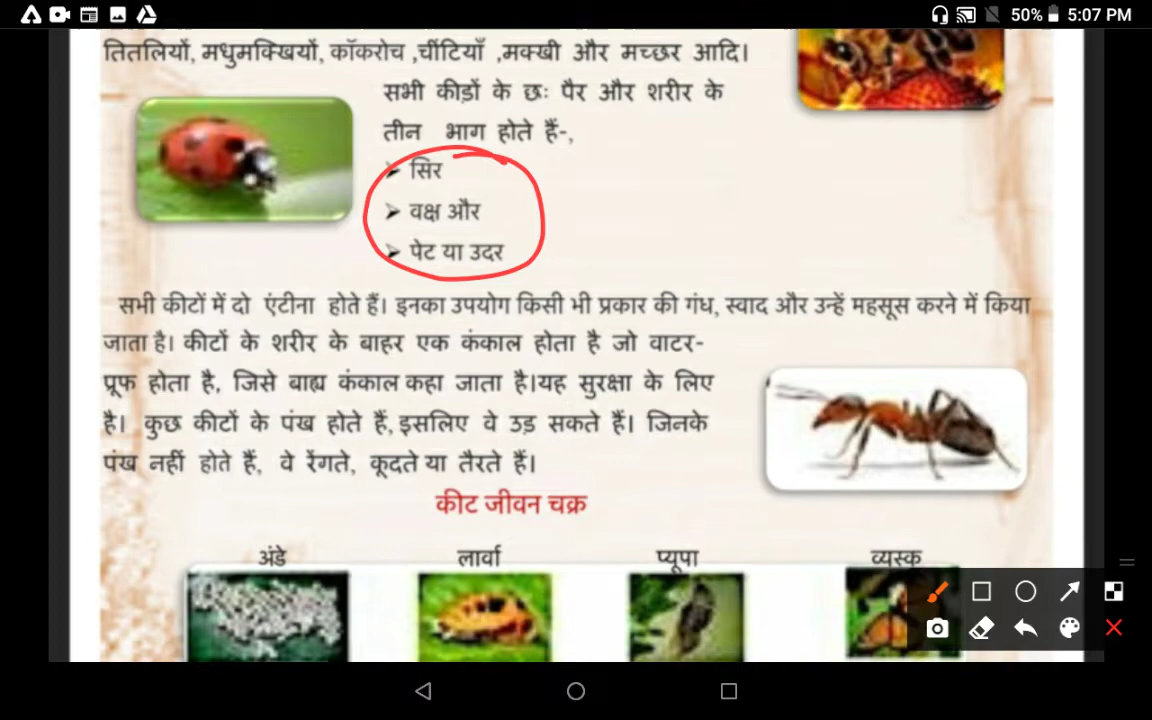 50% 5:07 PM
तितलियों, मधुमक्खियों, कॉकरोच ,चींटियाँ ,मक्खी और मच्छर आदि।
सभी कीड़ों के छः पैर और शरीर के
तीन भाग होते हैं-,
➢ सिर
➢ वक्ष और
➢ पेट या उदर
सभी कीटों में दो एंटीना होते हैं। इनका उपयोग किसी भी प्रकार की गंध, स्वाद और उन्हें महसूस करने में किया
जाता है। कीटों के शरीर के बाहर एक कंकाल होता है जो वाटर-
प्रूफ होता है, जिसे बाह्य कंकाल कहा जाता है।यह सुरक्षा के लिए
है। कुछ कीटों के पंख होते हैं, इसलिए वे उड़ सकते हैं। जिनके
पंख नहीं होते हैं, वे रेंगते, कूदते या तैरते हैं।
कीट जीवन चक्र
अंडे लार्वा प्यूपा व्यस्क